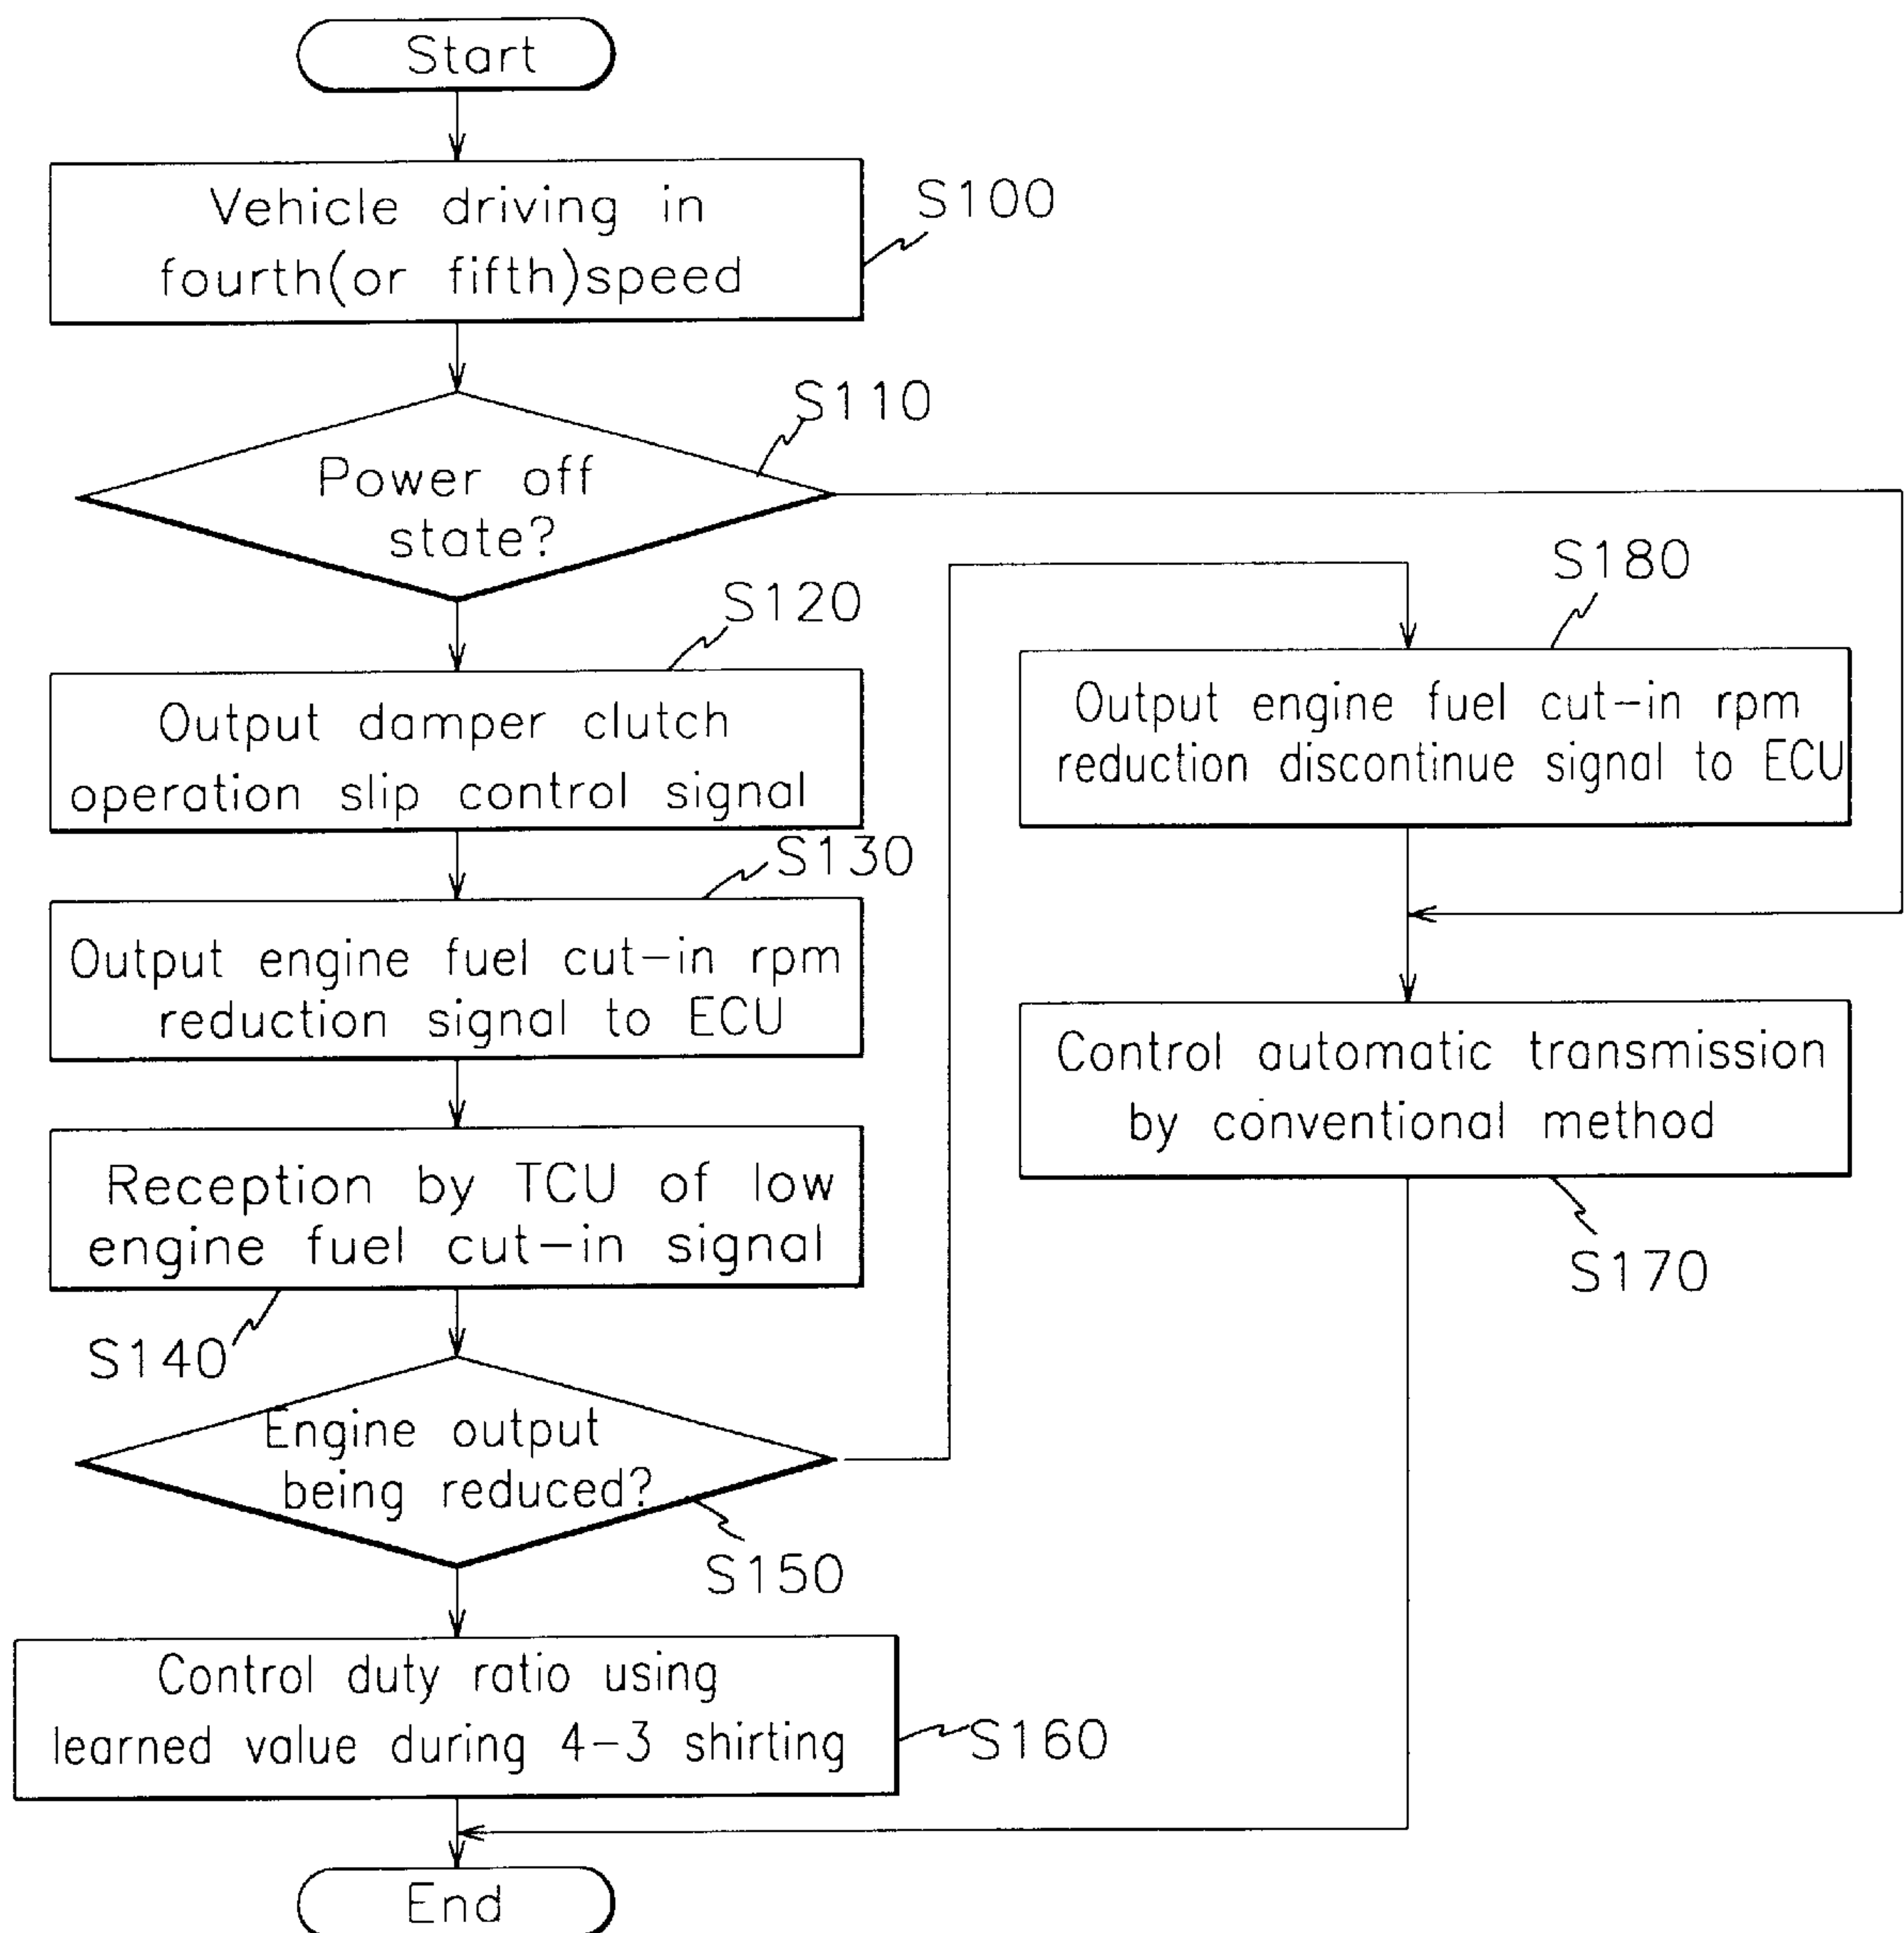 Start
Vehicle driving in
fourth(or fifth)speed
S100
Power off
state?
S110
Output damper clutch
operation slip control signal
S120
Output engine fuel cut-in rpm
reduction signal to ECU
S130
Reception by TCU of low
engine fuel cut-in signal
S140
Engine output
being reduced?
S150
Control duty ratio using
learned value during 4-3 shirting
S160
Output engine fuel cut-in rpm
reduction discontinue signal to ECU
S180
Control automatic transmission
by conventional method
S170
End